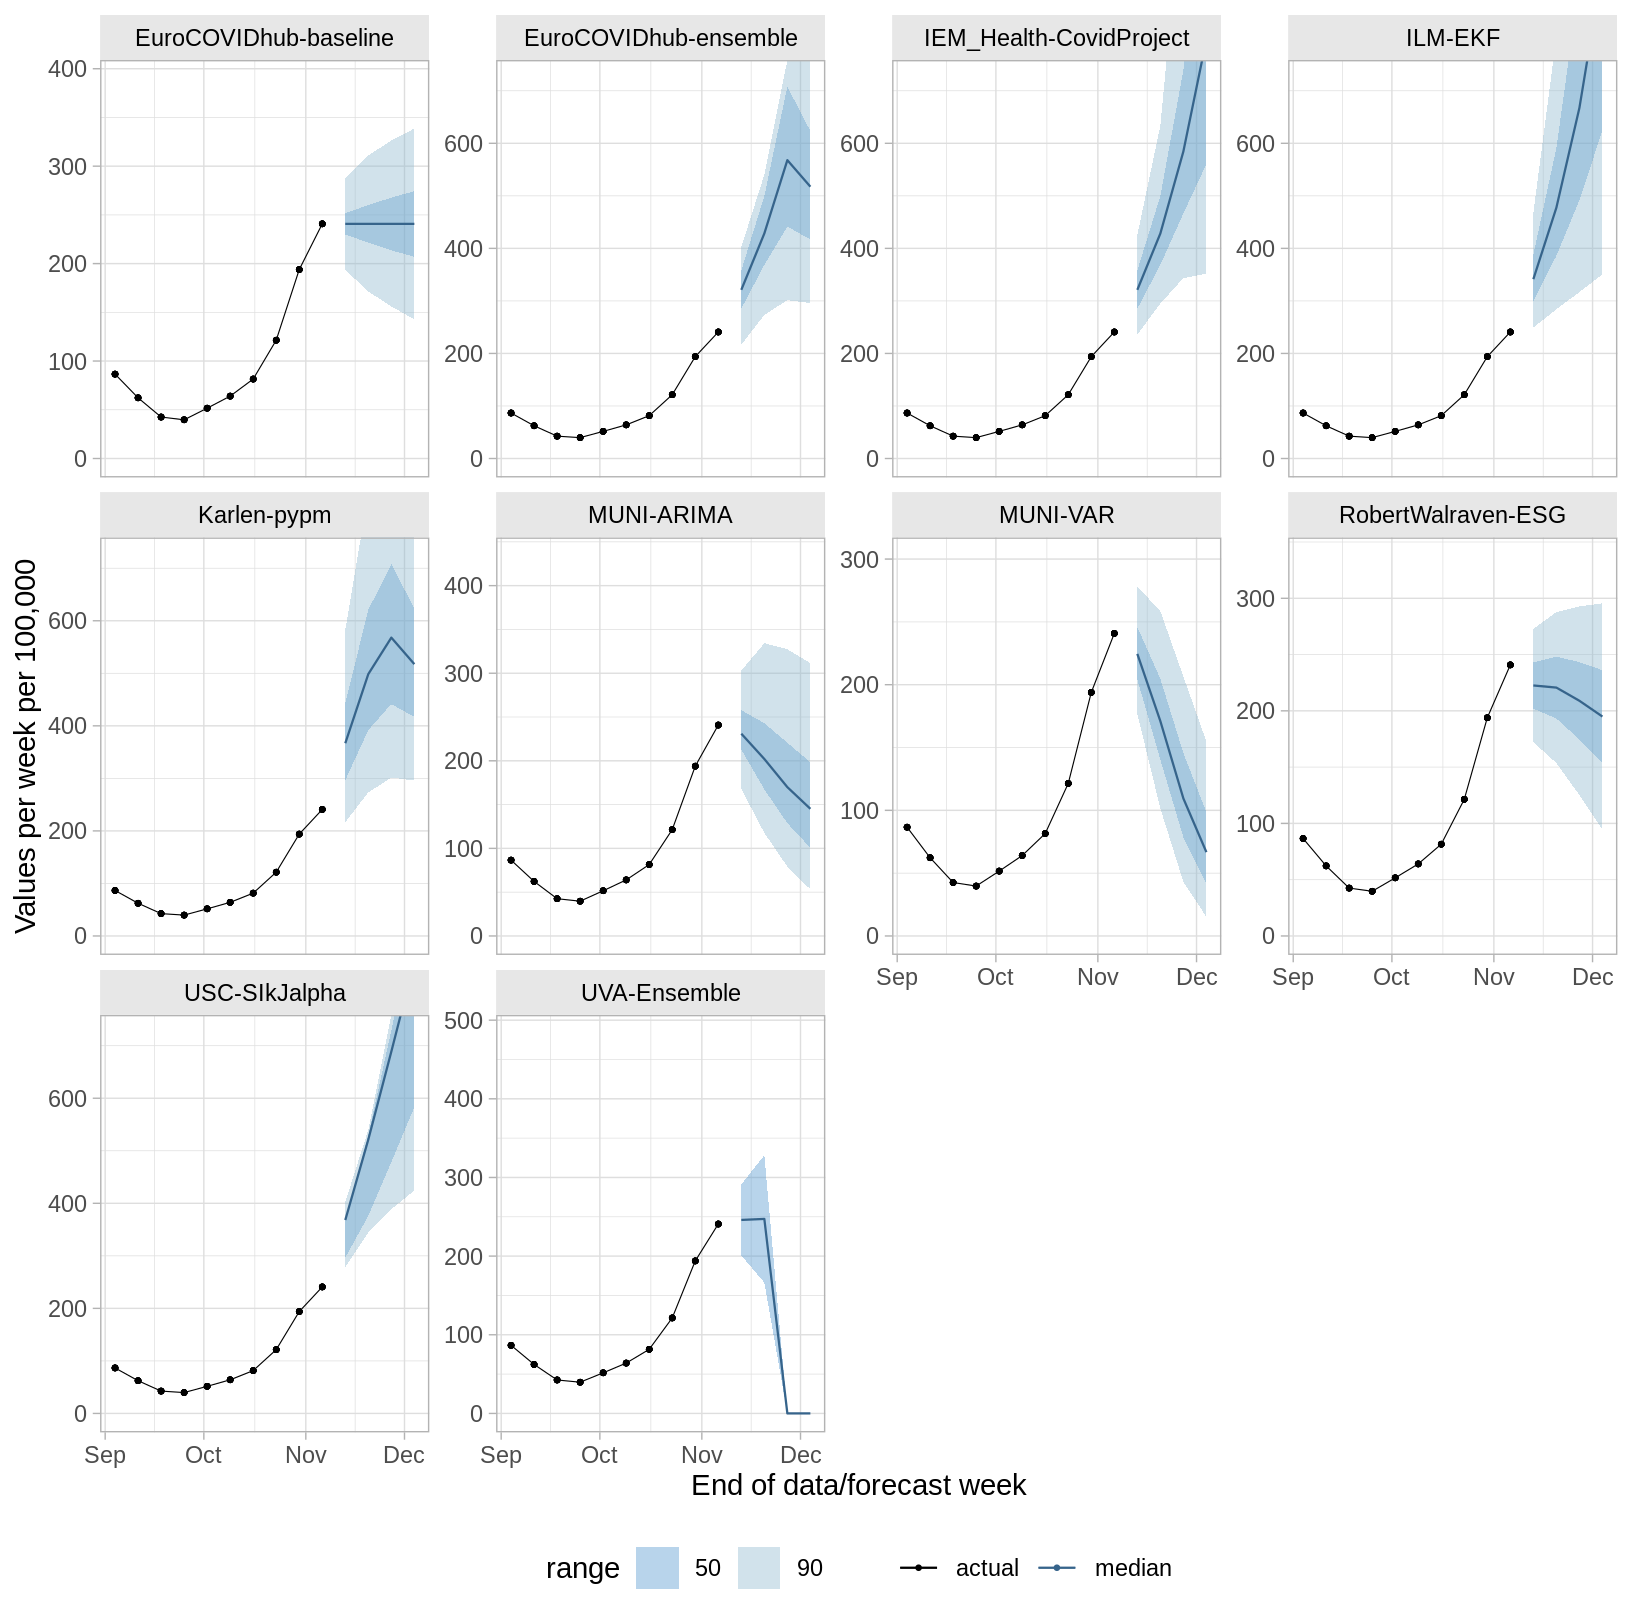 EuroCOVIDhub-baseline
EuroCOVIDhub-ensemble
IEM_Health-CovidProject
ILM-EKF
400
300
200
100
0
600
400
200
0
600
400
200
0
600
400
200
0
Karlen-pypm
MUNI-ARIMA
MUNI-VAR
RobertWalraven-ESG
Values per week per 100,000
600
400
200
0
400
300
200
100
0
300
200
100
0
300
200
100
0
Sep Oct Nov Dec
Sep Oct Nov Dec
USC-SIkJalpha
UVA-Ensemble
600
400
200
0
500
400
300
200
100
0
Sep Oct Nov Dec
Sep Oct Nov Dec
End of data/forecast week
range 50 90 actual median